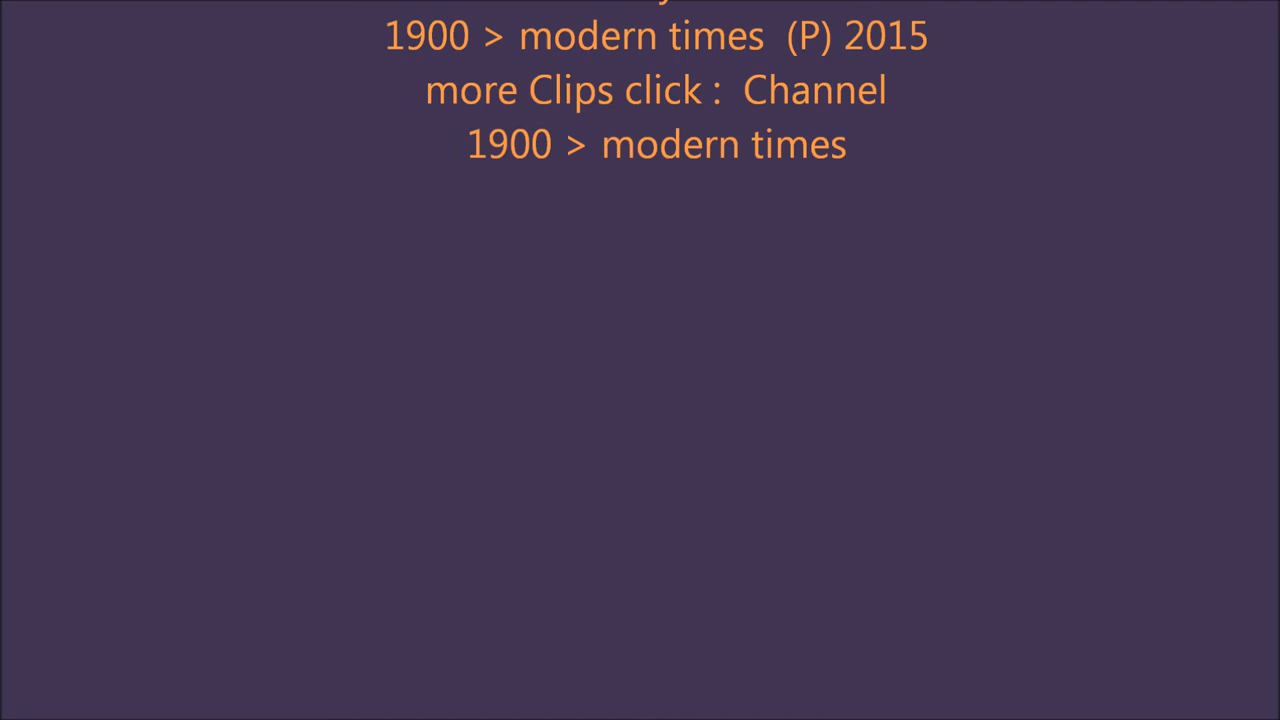 1900 > modern times (P) 2015
more Clips click : Channel
1900 > modern times